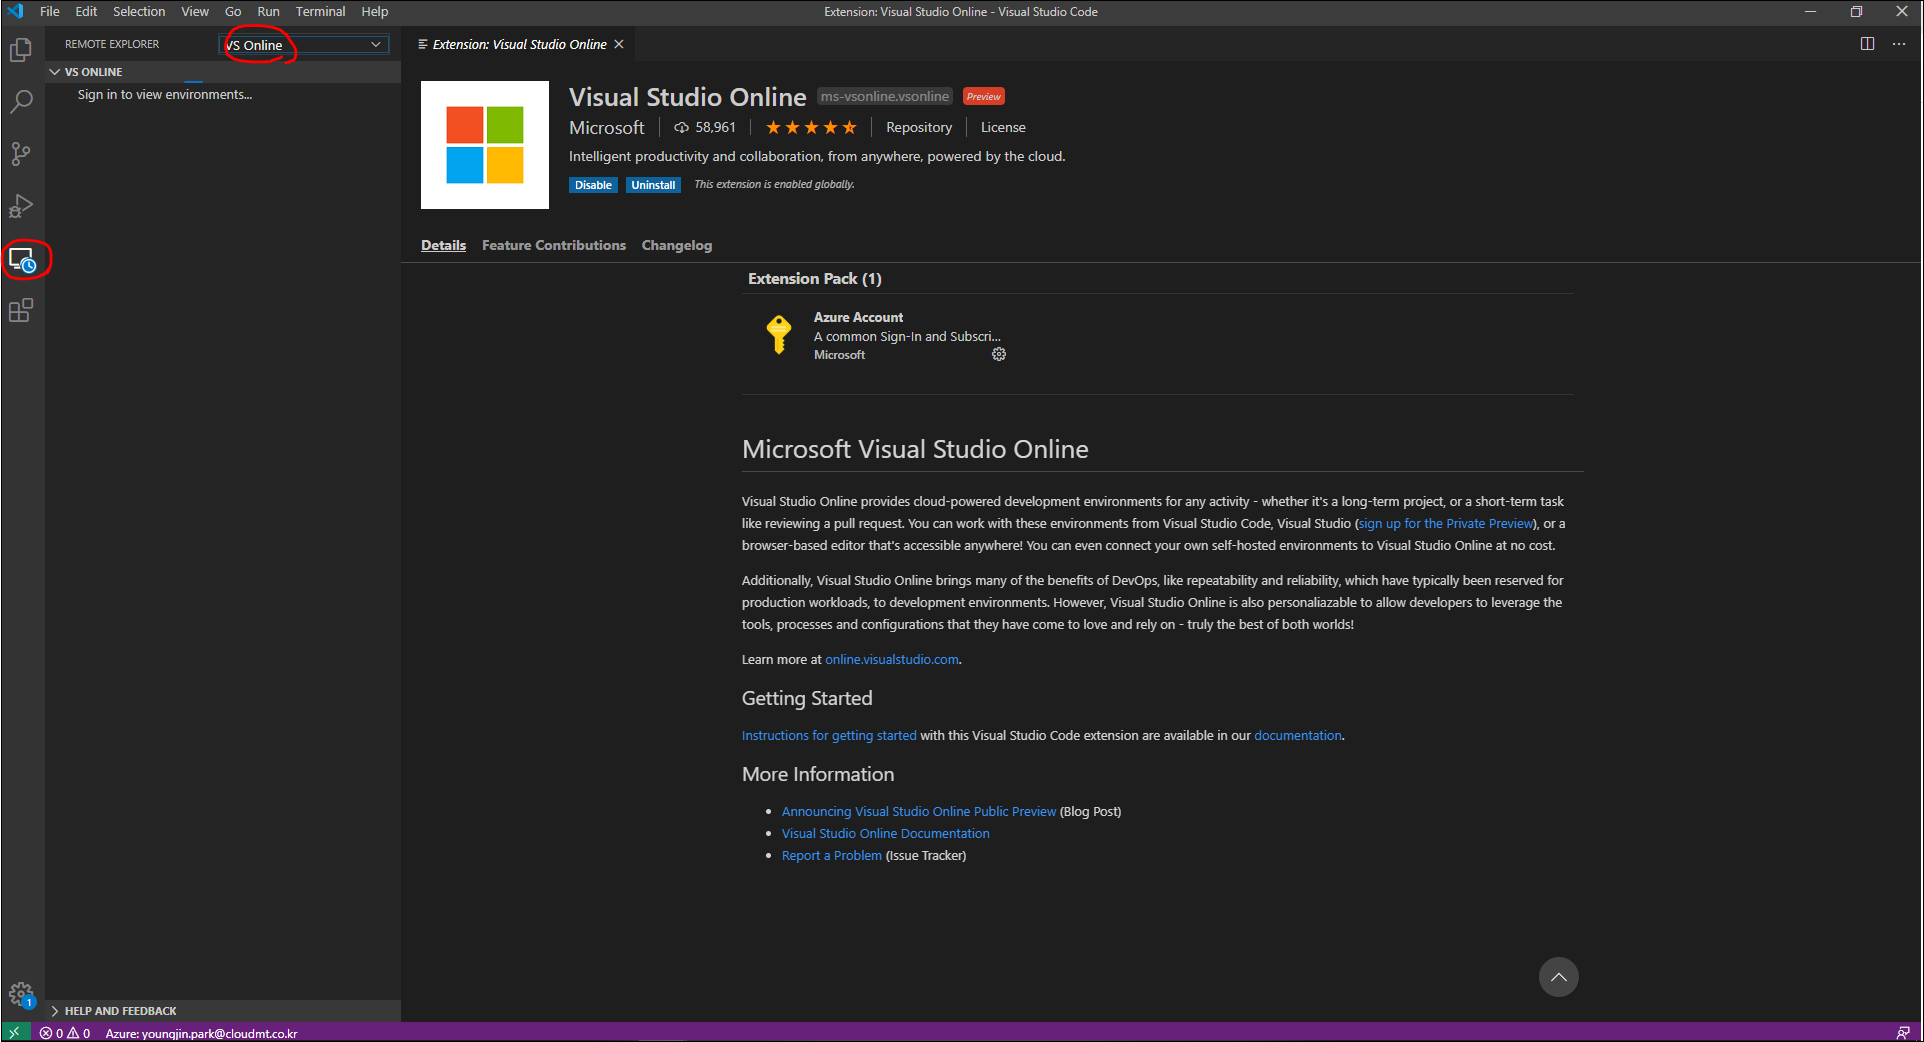 File Edit Selection View Go Run Terminal Help
Extension: Visual Studio Online - Visual Studio Code
REMOTE EXPLORER
VS Online
VS ONLINE
Sign in to view environments...
Extension: Visual Studio Online
Visual Studio Online ms-vsonline.vsonline Preview
Microsoft 58,961 Repository License
Intelligent productivity and collaboration, from anywhere, powered by the cloud.
Disable Uninstall This extension is enabled globally.
Details Feature Contributions Changelog
Extension Pack (1)
Azure Account
A common Sign-In and Subscri...
Microsoft
Microsoft Visual Studio Online
Visual Studio Online provides cloud-powered development environments for any activity - whether it's a long-term project, or a short-term task
like reviewing a pull request. You can work with these environments from Visual Studio Code, Visual Studio (sign up for the Private Preview), or a
browser-based editor that's accessible anywhere! You can even connect your own self-hosted environments to Visual Studio Online at no cost.
Additionally, Visual Studio Online brings many of the benefits of DevOps, like repeatability and reliability, which have typically been reserved for
production workloads, to development environments. However, Visual Studio Online is also personaliazable to allow developers to leverage the
tools, processes and configurations that they have come to love and rely on - truly the best of both worlds!
Learn more at online.visualstudio.com.
Getting Started
Instructions for getting started with this Visual Studio Code extension are available in our documentation.
More Information
• Announcing Visual Studio Online Public Preview (Blog Post)
• Visual Studio Online Documentation
• Report a Problem (Issue Tracker)
1
HELP AND FEEDBACK
0 0 Azure: youngjin.park@cloudmt.co.kr